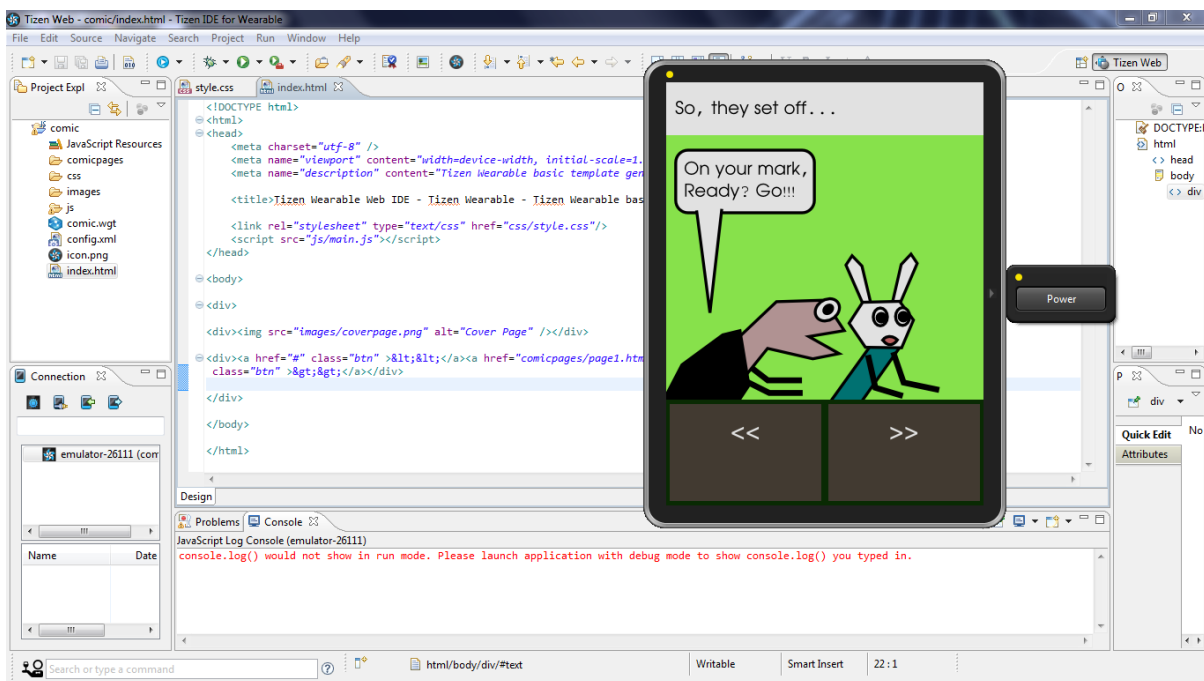 Tizen Web - comic/index.html - Tizen IDE for Wearable
File Edit Source Navigate Search Project Run Window Help
Tizen Web
Project Expl
comic
JavaScript Resources
comicpages
css
images
js
comic.wgt
config.xml
icon.png
index.html
style.css index.html
<!DOCTYPE html>
<html>
<head>
<meta charset="utf-8" />
<meta name="viewport" content="width=device-width, initial-scale=1.
<meta name="description" content="Tizen Wearable basic template gen
<title>Tizen Wearable Web IDE - Tizen Wearable - Tizen Wearable bas
<link rel="stylesheet" type="text/css" href="css/style.css"/>
<script src="js/main.js"></script>
</head>
<body>
<div>
<div><img src="images/coverpage.png" alt="Cover Page" /></div>
<div><a href="#" class="btn" >&lt;&lt;</a><a href="comicpages/page1.htm
class="btn" >&gt;&gt;</a></div>
</div>
</body>
</html>
Design
So, they set off...
On your mark,
Ready? Go!!!
<< >>
Power
O
DOCTYPE:
html
<> head
body
<> div
P
div
Quick Edit
Attributes
No
Connection
emulator-26111 (com
Name Date
Problems Console
JavaScript Log Console (emulator-26111)
console.log() would not show in run mode. Please launch application with debug mode to show console.log() you typed in.
Search or type a command
html/body/div/#text
Writable
Smart Insert
22 : 1